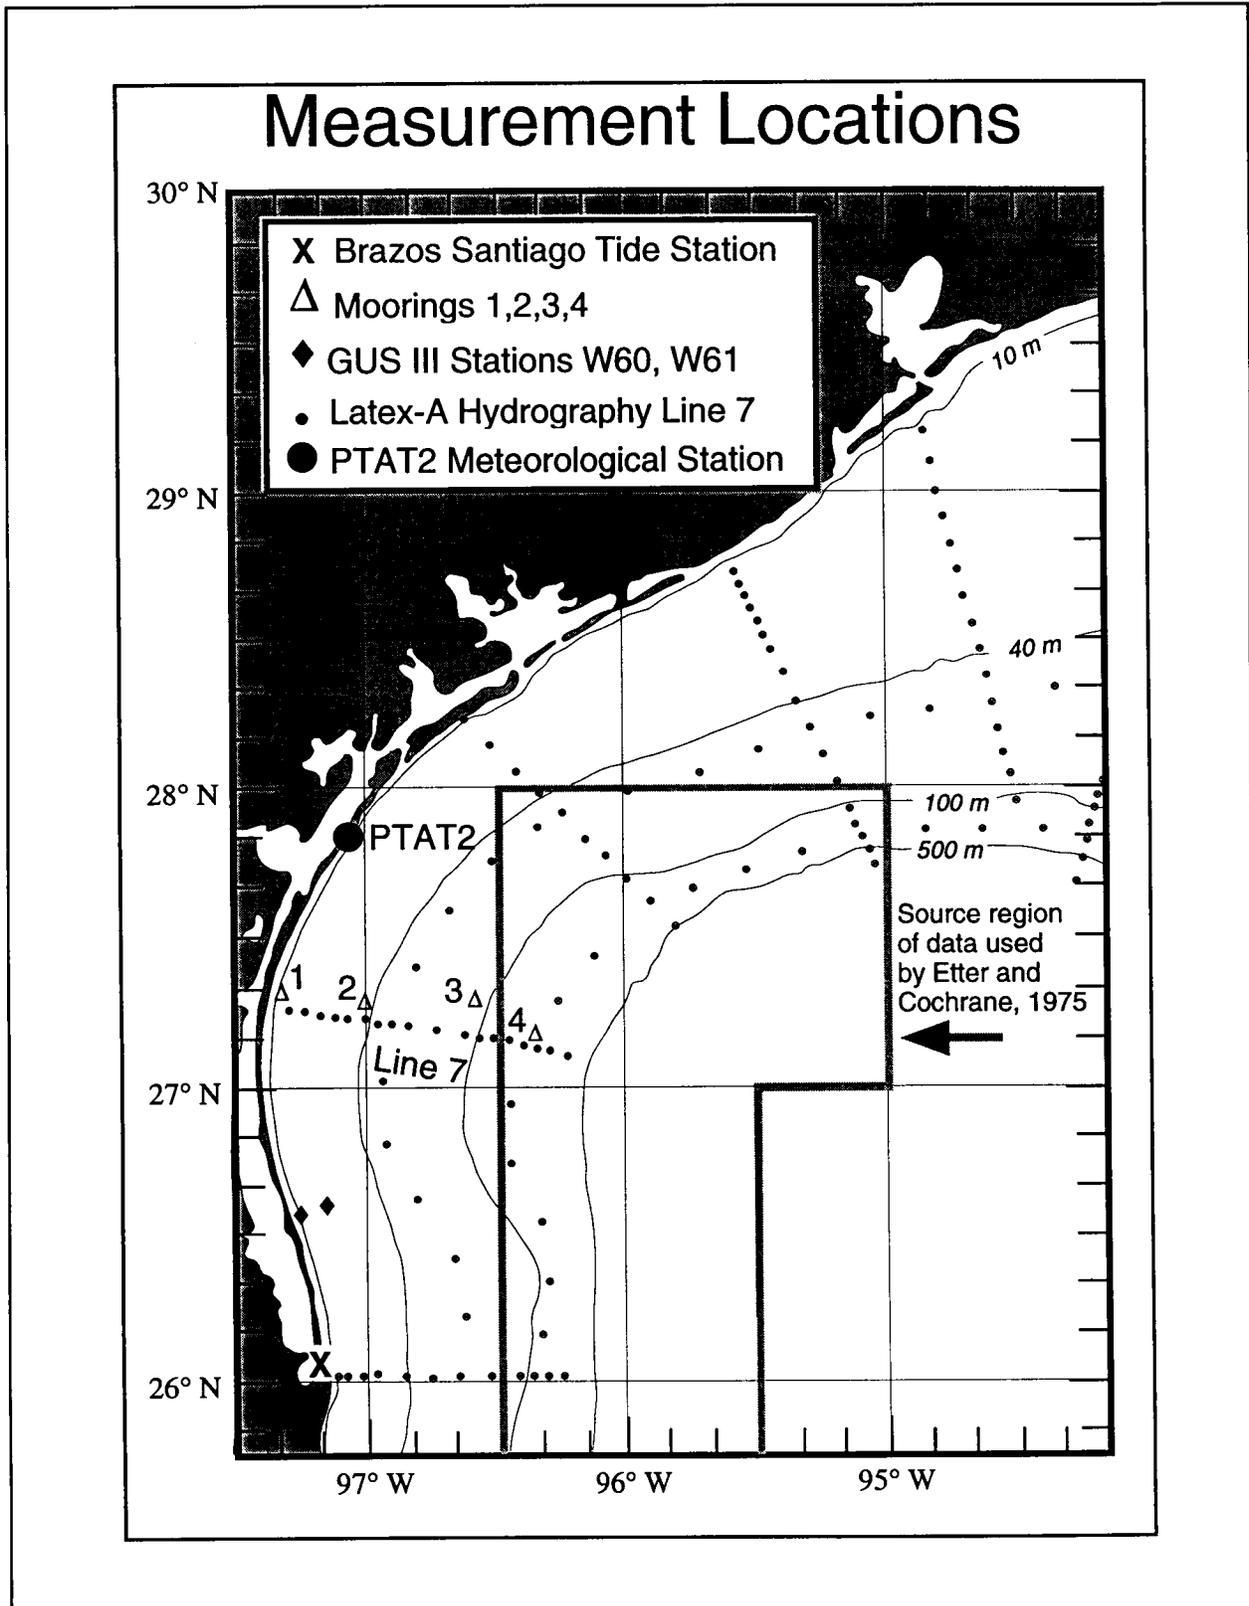 Measurement Locations
30° N
X Brazos Santiago Tide Station
Δ Moorings 1,2,3,4
♦ GUS III Stations W60, W61
• Latex-A Hydrography Line 7
● PTAT2 Meteorological Station
10 m
29° N
40 m
28° N
100 m
PTAT2
500 m
Source region
of data used
by Etter and
Cochrane, 1975
1
2
3
4
Line 7
27° N
X
26° N
97° W
96° W
95° W